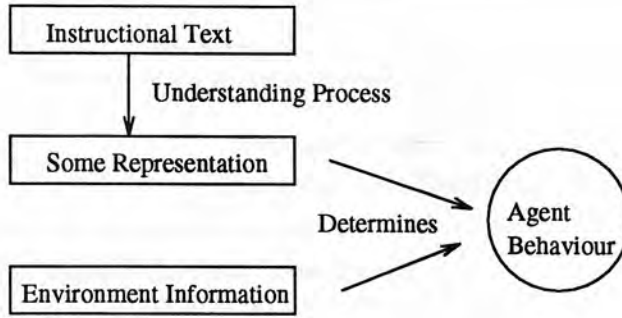 Instructional Text
Understanding Process
Some Representation
Determines
Agent
Behaviour
Environment Information